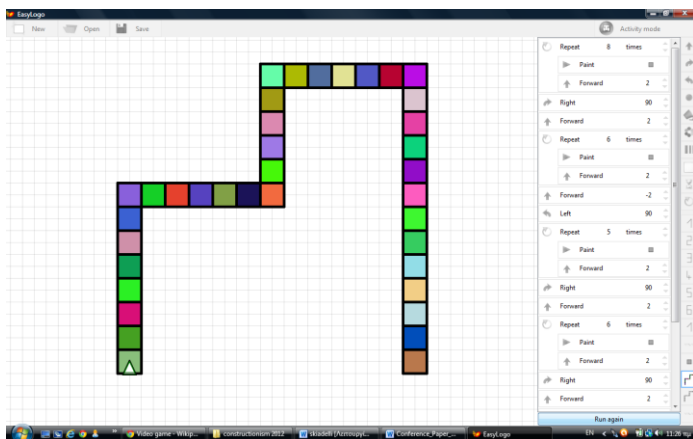 EasyLogo
New Open Save Activity mode
Repeat 8 times
Paint
Forward 2
Right 90
Forward 2
Repeat 6 times
Paint
Forward 2
Forward -2
Left 90
Repeat 5 times
Paint
Forward 2
Right 90
Forward 2
Repeat 6 times
Paint
Forward 2
Right 90
Forward 2
Run again
Video game - Wikip... constructionism 2012 Conference_Paper_... EasyLogo EN 11:26